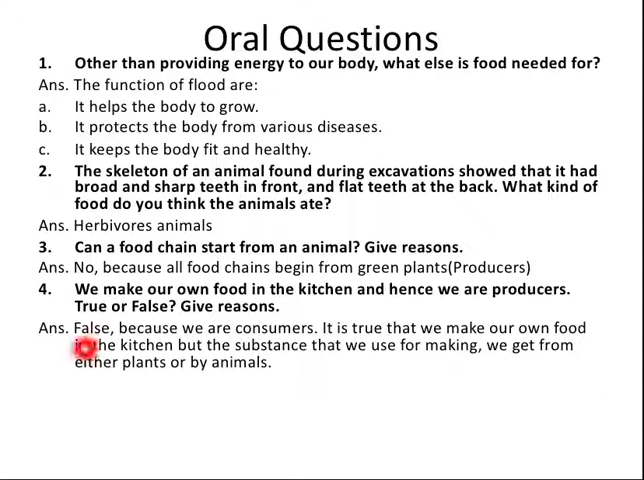 Oral Questions
1. Other than providing energy to our body, what else is food needed for?
Ans. The function of flood are:
a. It helps the body to grow.
b. It protects the body from various diseases.
c. It keeps the body fit and healthy.
2. The skeleton of an animal found during excavations showed that it had
broad and sharp teeth in front, and flat teeth at the back. What kind of
food do you think the animals ate?
Ans. Herbivores animals
3. Can a food chain start from an animal? Give reasons.
Ans. No, because all food chains begin from green plants(Producers)
4. We make our own food in the kitchen and hence we are producers.
True or False? Give reasons.
Ans. False, because we are consumers. It is true that we make our own food
in the kitchen but the substance that we use for making, we get from
either plants or by animals.